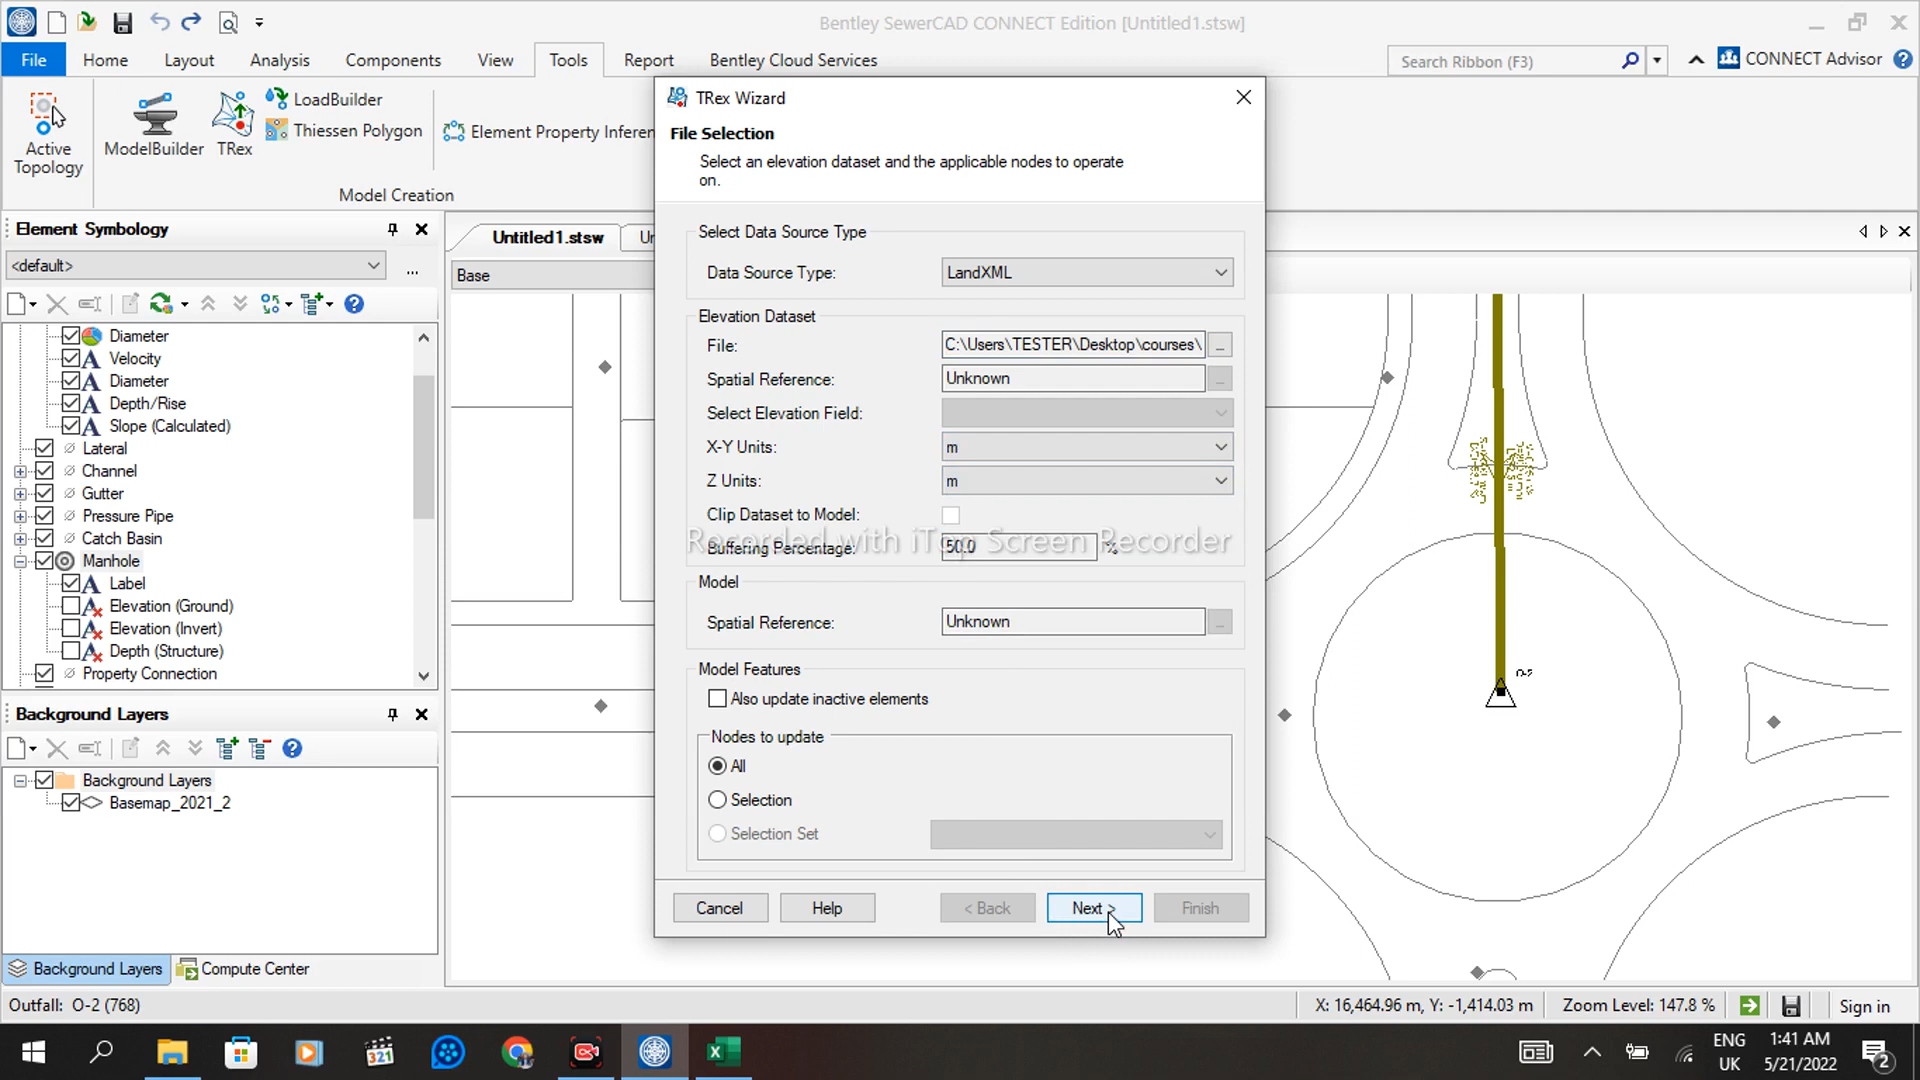 Bentley SewerCAD CONNECT Edition [Untitled1.stsw]
File
Home
Layout
Analysis
Components
View
Tools
Report
Bentley Cloud Services
Search Ribbon (F3)
CONNECT Advisor
Active
Topology
ModelBuilder
TRex
LoadBuilder
Thiessen Polygon
Element Property Inferen
Model Creation
Element Symbology
<default>
...
Diameter
Velocity
Diameter
Depth/Rise
Slope (Calculated)
Lateral
Channel
Gutter
Pressure Pipe
Catch Basin
Manhole
Label
Elevation (Ground)
Elevation (Invert)
Depth (Structure)
Property Connection
Background Layers
Background Layers
Basemap_2021_2
Background Layers
Compute Center
Untitled1.stsw
Base
TRex Wizard
File Selection
Select an elevation dataset and the applicable nodes to operate
on.
Select Data Source Type
Data Source Type:
LandXML
Elevation Dataset
File:
C:\Users\TESTER\Desktop\courses\
...
Spatial Reference:
Unknown
...
Select Elevation Field:
X-Y Units:
m
Z Units:
m
Clip Dataset to Model:
Recorded with iTop Screen Recorder
Buffering Percentage:
50.0
%
Model
Spatial Reference:
Unknown
...
Model Features
Also update inactive elements
Nodes to update
All
Selection
Selection Set
Cancel
Help
< Back
Next >
Finish
O-2
Outfall: O-2 (768)
X: 16,464.96 m, Y: -1,414.03 m
Zoom Level: 147.8 %
Sign in
321
ENG
UK
1:41 AM
5/21/2022
2